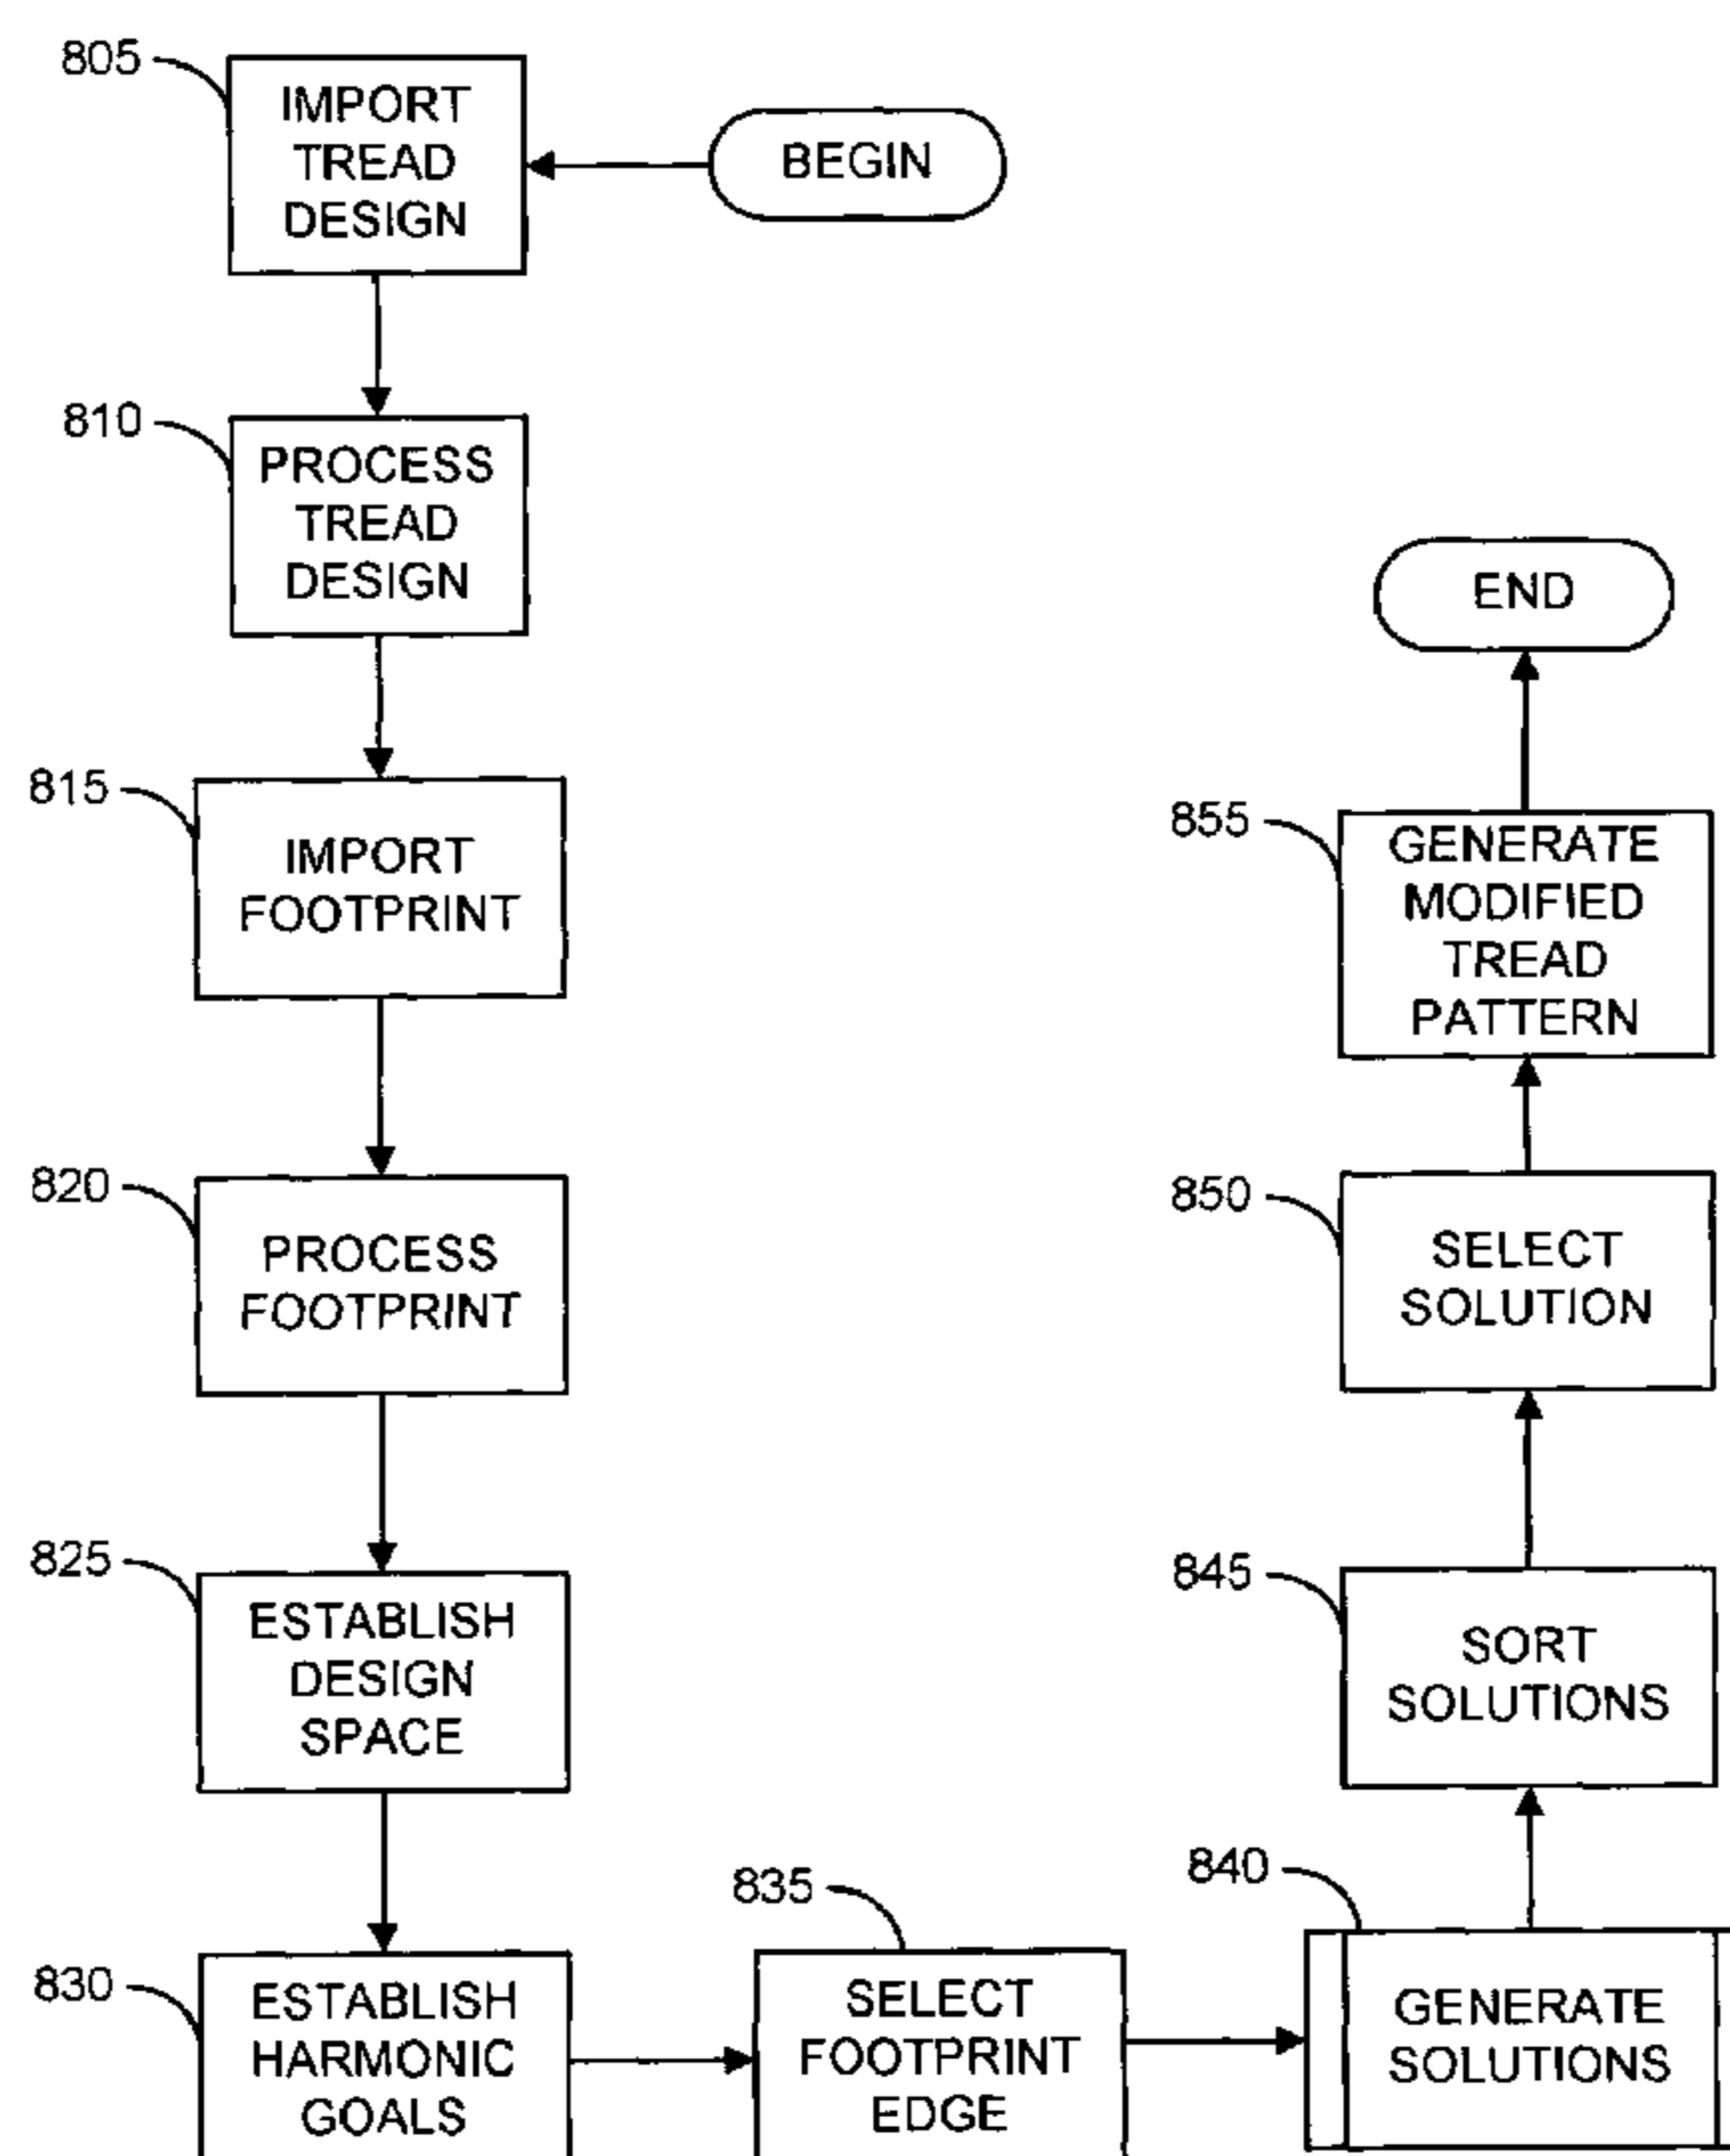 805
IMPORT
TREAD
DESIGN
BEGIN
810
PROCESS
TREAD
DESIGN
815
IMPORT
FOOTPRINT
820
PROCESS
FOOTPRINT
825
ESTABLISH
DESIGN
SPACE
830
ESTABLISH
HARMONIC
GOALS
835
SELECT
FOOTPRINT
EDGE
840
GENERATE
SOLUTIONS
845
SORT
SOLUTIONS
850
SELECT
SOLUTION
855
GENERATE
MODIFIED
TREAD
PATTERN
END